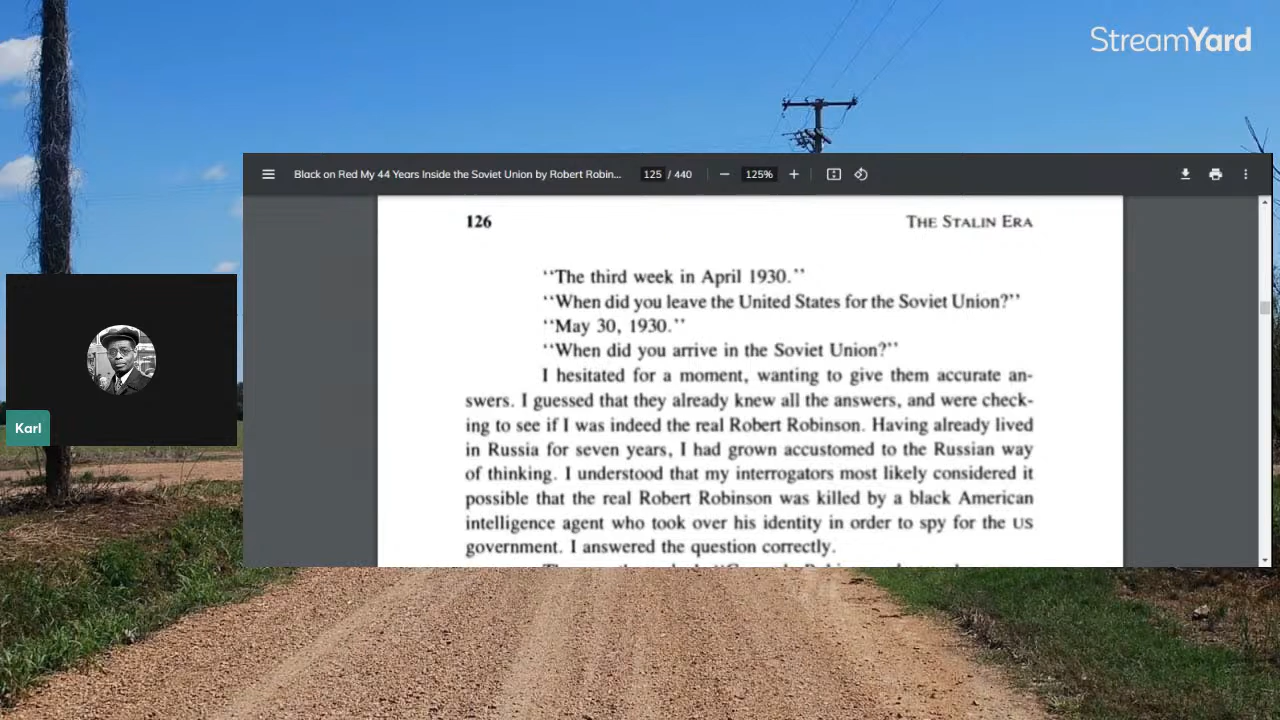 StreamYard
Black on Red My 44 Years Inside the Soviet Union by Robert Robin... 125 / 440 125%
126 THE STALIN ERA
‘‘The third week in April 1930.’’
‘‘When did you leave the United States for the Soviet Union?’’
‘‘May 30, 1930.’’
‘‘When did you arrive in the Soviet Union?’’
I hesitated for a moment, wanting to give them accurate an-
swers. I guessed that they already knew all the answers, and were check-
ing to see if I was indeed the real Robert Robinson. Having already lived
in Russia for seven years, I had grown accustomed to the Russian way
of thinking. I understood that my interrogators most likely considered it
possible that the real Robert Robinson was killed by a black American
intelligence agent who took over his identity in order to spy for the US
government. I answered the question correctly.
Karl